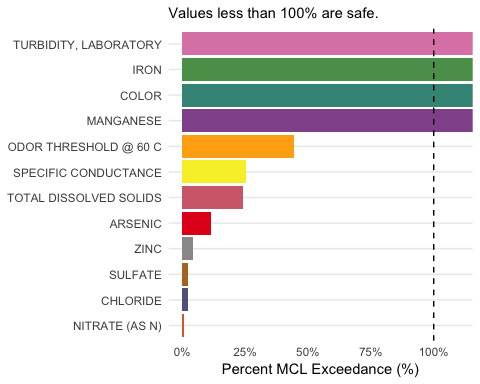 Values less than 100% are safe.
TURBIDITY, LABORATORY
IRON
COLOR
MANGANESE
ODOR THRESHOLD @ 60 C
SPECIFIC CONDUCTANCE
TOTAL DISSOLVED SOLIDS
ARSENIC
ZINC
SULFATE
CHLORIDE
NITRATE (AS N)
0% 25% 50% 75% 100%
Percent MCL Exceedance (%)